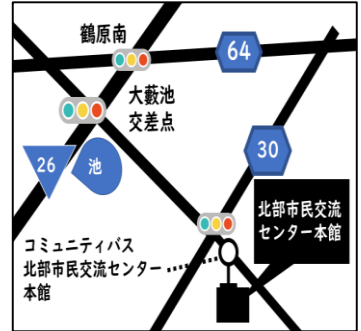 鶴原南
64
大藪池
交差点
26
池
30
北部市民交流
センター本館
コミュニティバス
北部市民交流センター
本館